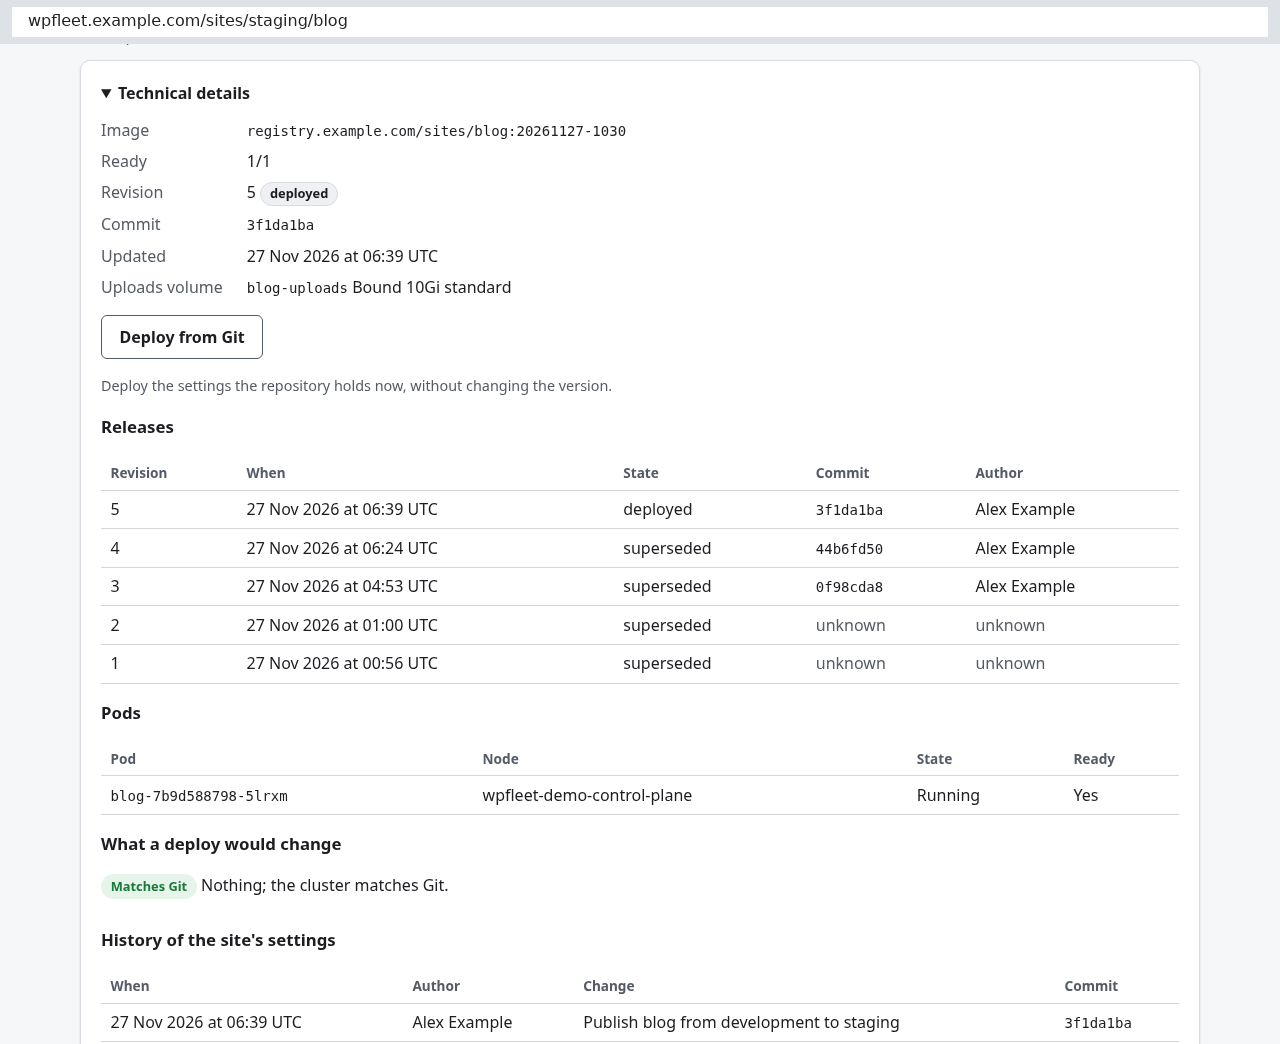 wpfleet.example.com/sites/staging/blog
▼ Technical details
Image registry.example.com/sites/blog:20261127-1030
Ready 1/1
Revision 5 deployed
Commit 3f1da1ba
Updated 27 Nov 2026 at 06:39 UTC
Uploads volume blog-uploads Bound 10Gi standard
Deploy from Git
Deploy the settings the repository holds now, without changing the version.
Releases
Revision When State Commit Author
5 27 Nov 2026 at 06:39 UTC deployed 3f1da1ba Alex Example
4 27 Nov 2026 at 06:24 UTC superseded 44b6fd50 Alex Example
3 27 Nov 2026 at 04:53 UTC superseded 0f98cda8 Alex Example
2 27 Nov 2026 at 01:00 UTC superseded unknown unknown
1 27 Nov 2026 at 00:56 UTC superseded unknown unknown
Pods
Pod Node State Ready
blog-7b9d588798-5lrxm wpfleet-demo-control-plane Running Yes
What a deploy would change
Matches Git Nothing; the cluster matches Git.
History of the site's settings
When Author Change Commit
27 Nov 2026 at 06:39 UTC Alex Example Publish blog from development to staging 3f1da1ba